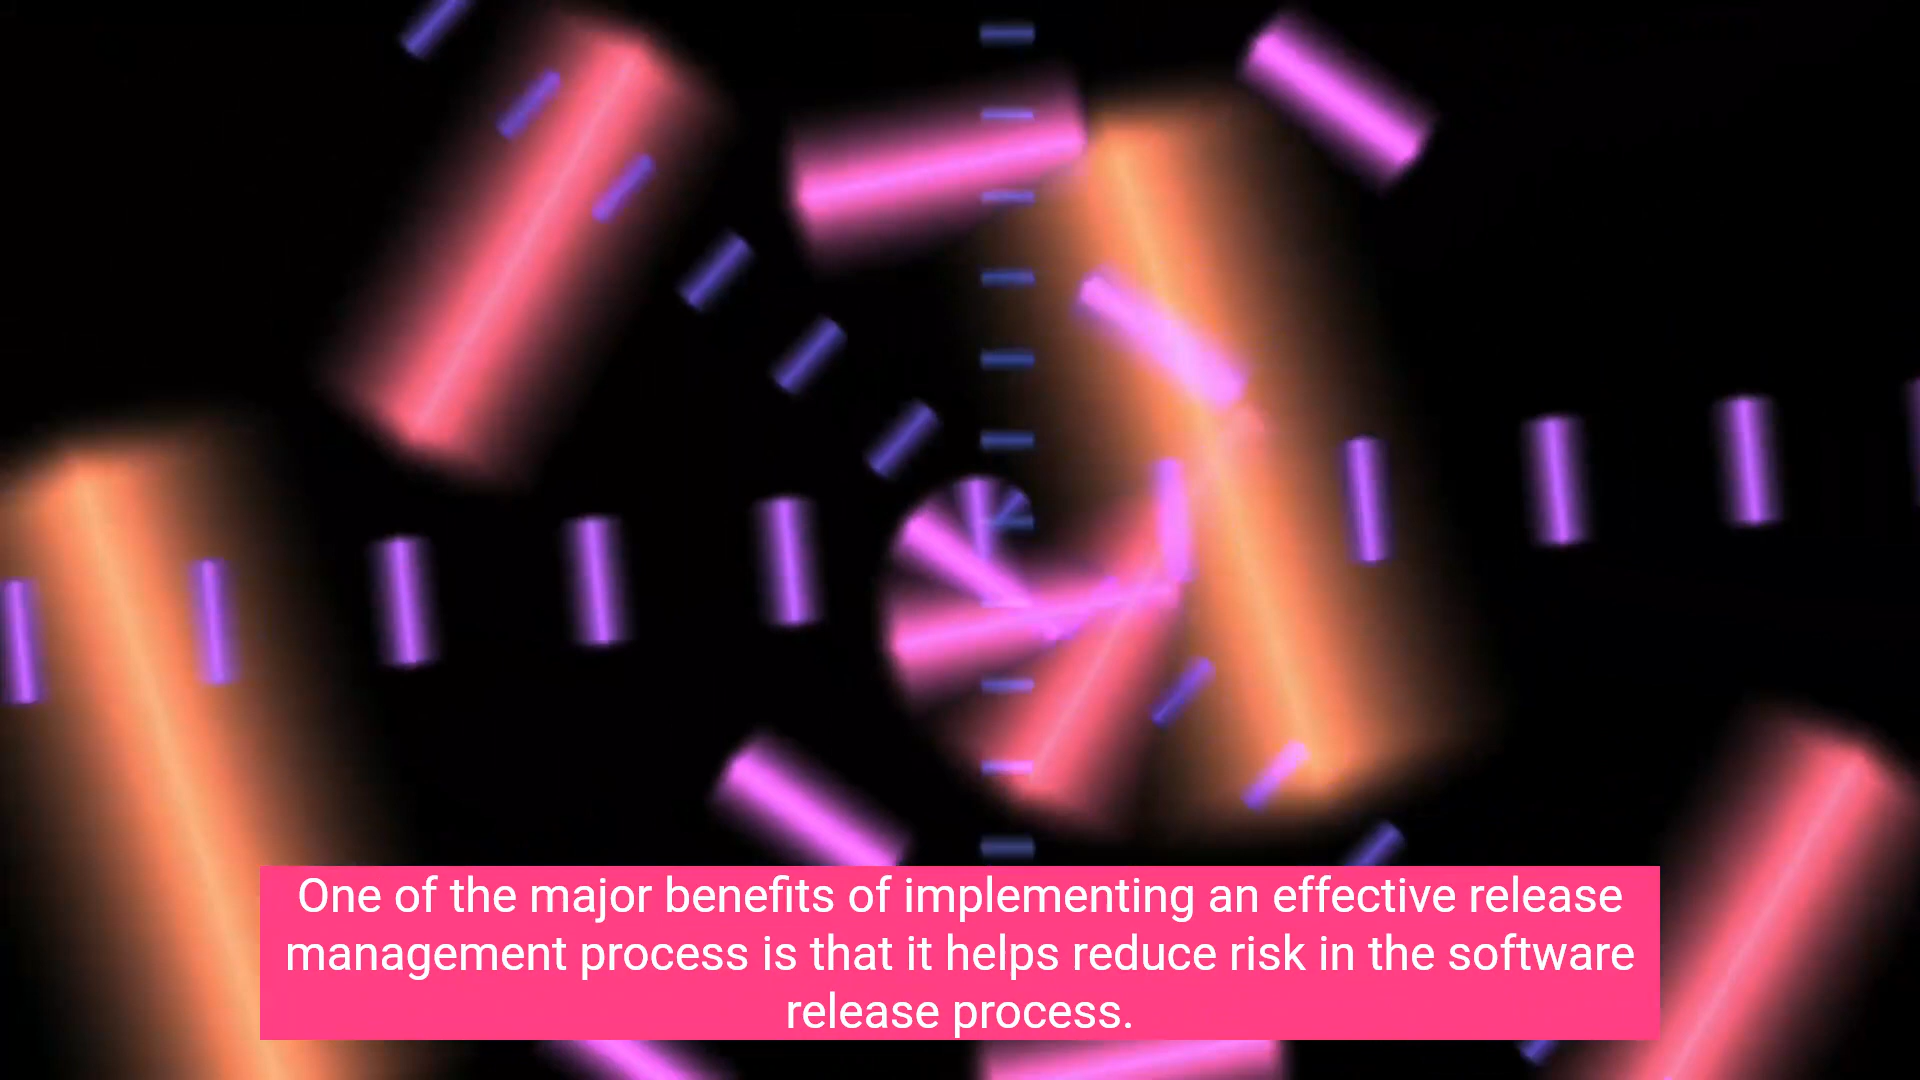 One of the major benefits of implementing an effective release
management process is that it helps reduce risk in the software
release process.